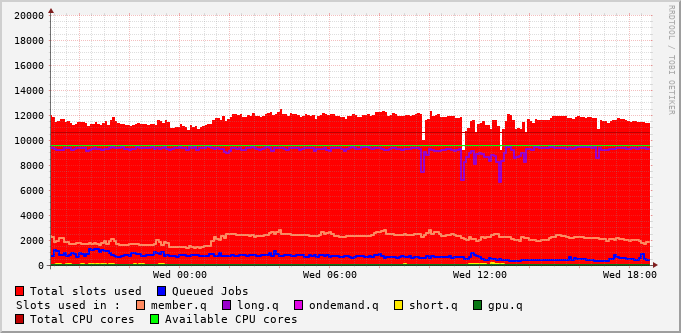 20000
18000
16000
14000
12000
10000
8000
6000
4000
2000
0
Wed 00:00 Wed 06:00 Wed 12:00 Wed 18:00
RRDTOOL / TOBI OETIKER
Total slots used Queued Jobs
Slots used in : member.q long.q ondemand.q short.q gpu.q
Total CPU cores Available CPU cores